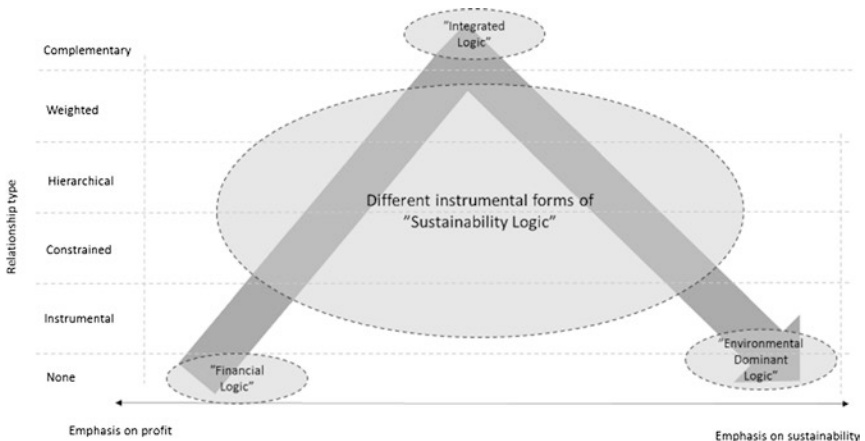 "Integrated
Logic"
Complementary
Weighted
Hierarchical
Different instrumental forms of
"Sustainability Logic"
Relationship type
Constrained
Instrumental
"Environmental
Dominant
Logic"
"Financial
Logic"
None
Emphasis on profit
Emphasis on sustainability